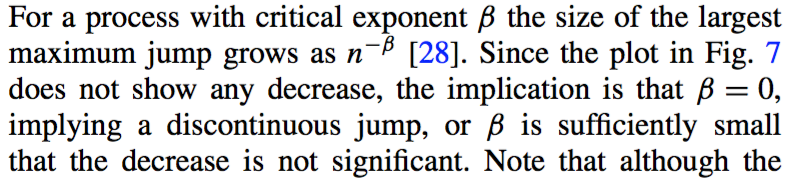 For a process with critical exponent β the size of the largest
maximum jump grows as n^{−β} [28]. Since the plot in Fig. 7
does not show any decrease, the implication is that β = 0,
implying a discontinuous jump, or β is sufficiently small
that the decrease is not significant. Note that although the